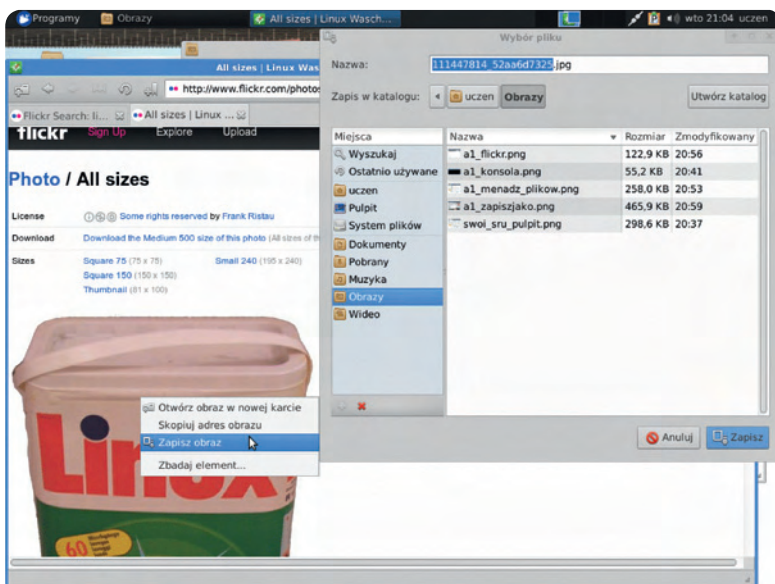 Programy
Obrazy
All sizes | Linux Wasch...
wto 21:04 uczen
All sizes | Linux Was
http://www.flickr.com/photos
Flickr Search: li...
All sizes | Linux ...
flickr
Sign Up
Explore
Upload
Photo / All sizes
License
Some rights reserved by Frank Ristau
Download
Download the Medium 500 size of this photo (All sizes of th
Sizes
Square 75 (75 x 75)
Small 240 (195 x 240)
Square 150 (150 x 150)
Thumbnail (81 x 100)
Linux
60
Otwórz obraz w nowej karcie
Skopiuj adres obrazu
Zapisz obraz
Zbadaj element...
Wybór pliku
Nazwa:
111447814_52aa6d7325.jpg
Zapis w katalogu:
uczen
Obrazy
Utwórz katalog
Miejsca
Wyszukaj
Ostatnio używane
uczen
Pulpit
System plików
Dokumenty
Pobrany
Muzyka
Obrazy
Wideo
Nazwa Rozmiar Zmodyfikowany
a1_flickr.png 122,9 KB 20:56
a1_konsola.png 55,2 KB 20:41
a1_menadz_plikow.png 258,0 KB 20:53
a1_zapiszjako.png 465,9 KB 20:59
swoi_sru_pulpit.png 298,6 KB 20:37
Anuluj
Zapisz